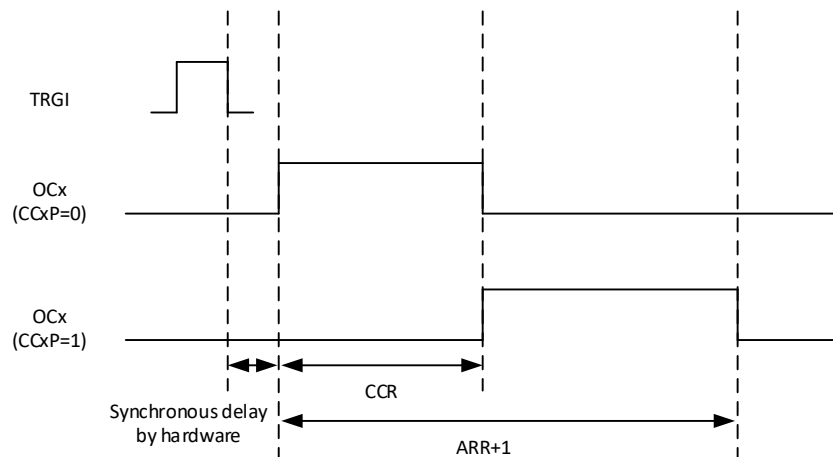 TRGI
OCx
(CCxP=0)
OCx
(CCxP=1)
CCR
Synchronous delay
by hardware
ARR+1